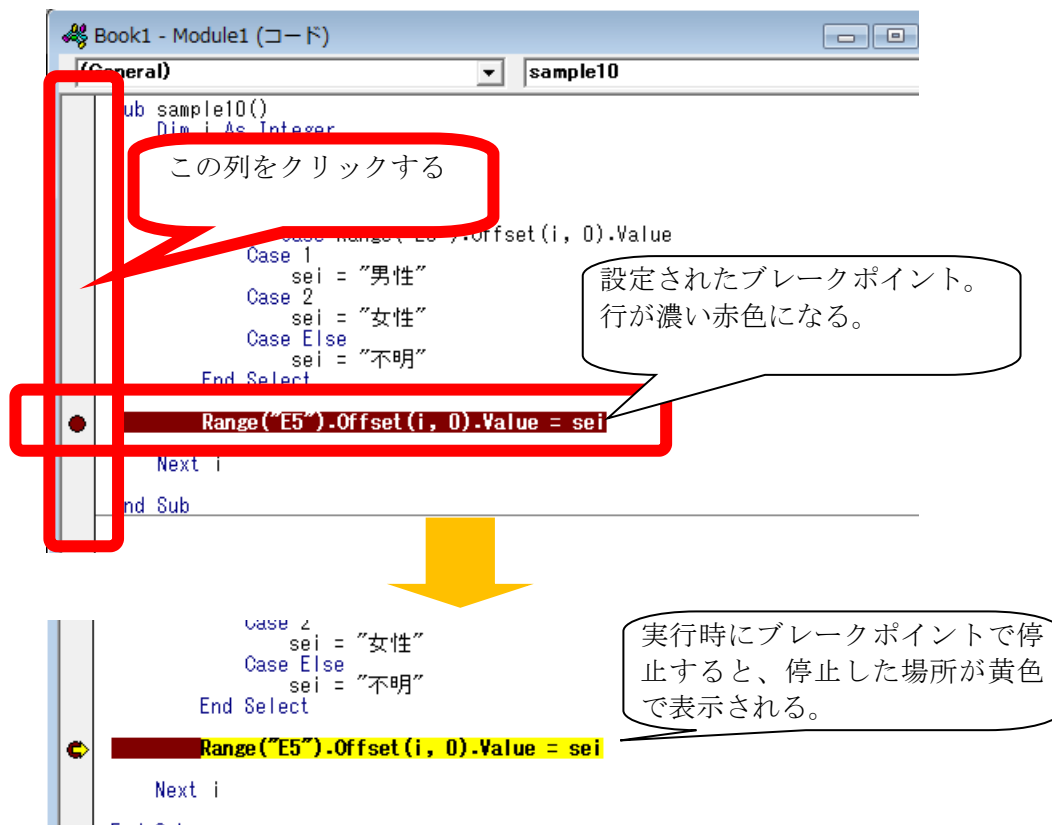 Book1 - Module1 (コード)
(General) sample10
ub sample10()
Dim i As Integer
この列をクリックする
.Offset(i, 0).Value
Case 1
sei = "男性"
Case 2
sei = "女性"
Case Else
sei = "不明"
End Select
設定されたブレークポイント。
行が濃い赤色になる。
Range("E5").Offset(i, 0).Value = sei
Next i
nd Sub
Case 2
sei = "女性"
Case Else
sei = "不明"
End Select
実行時にブレークポイントで停
止すると、停止した場所が黄色
で表示される。
Range("E5").Offset(i, 0).Value = sei
Next i